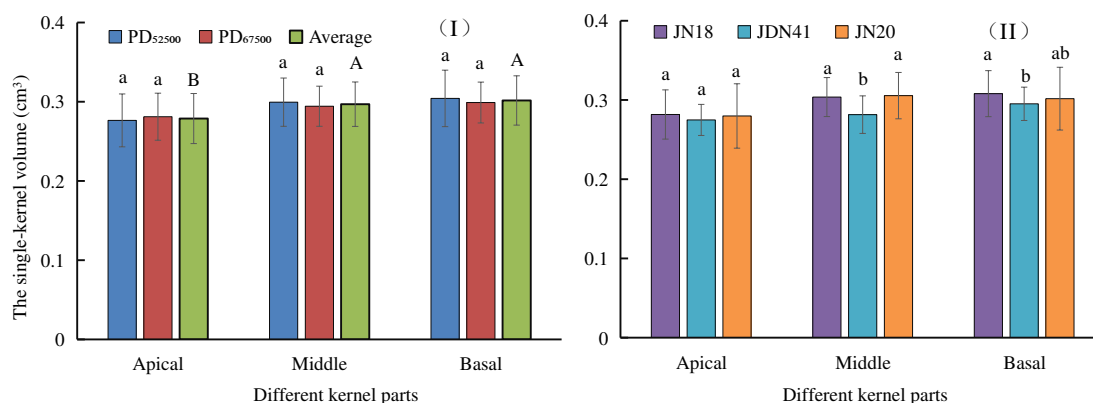 The single-kernel volume (cm³)
0.4
0.3
0.2
0.1
0
PD₅₂₅₀₀ PD₆₇₅₀₀ Average
(I)
a a B
a a A
a a A
Apical Middle Basal
Different kernel parts
0.4
0.3
0.2
0.1
0
JN18 JDN41 JN20
(II)
a a a
a b a
a b ab
Apical Middle Basal
Different kernel parts